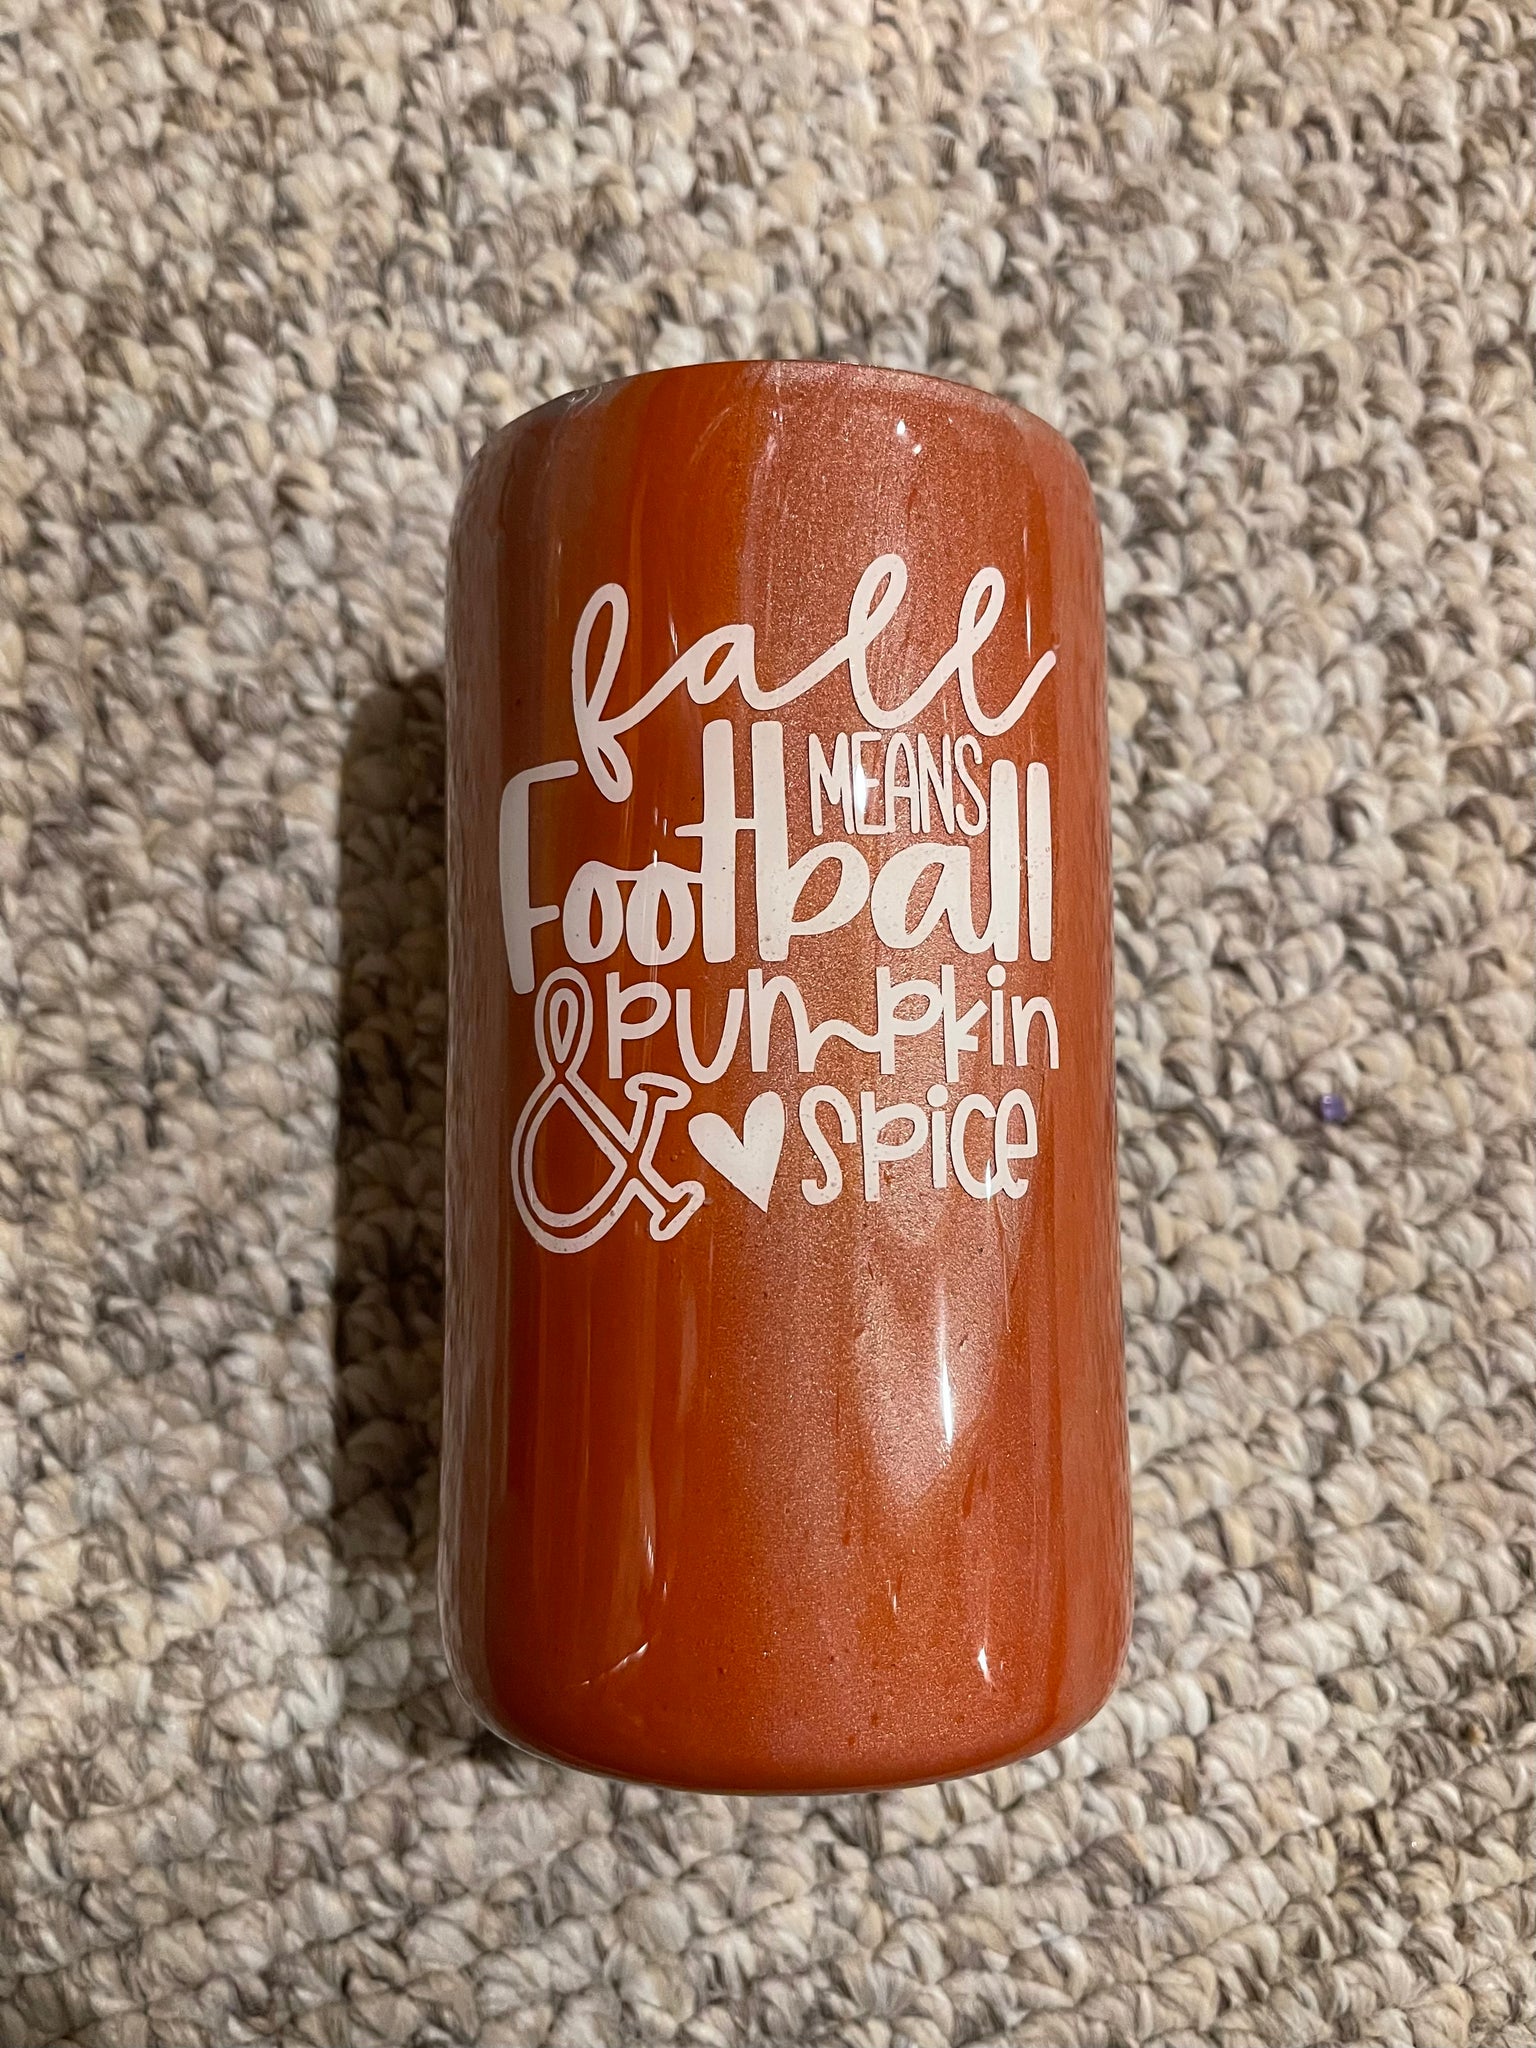 fall
MEANS
Football
& pumpkin
spice